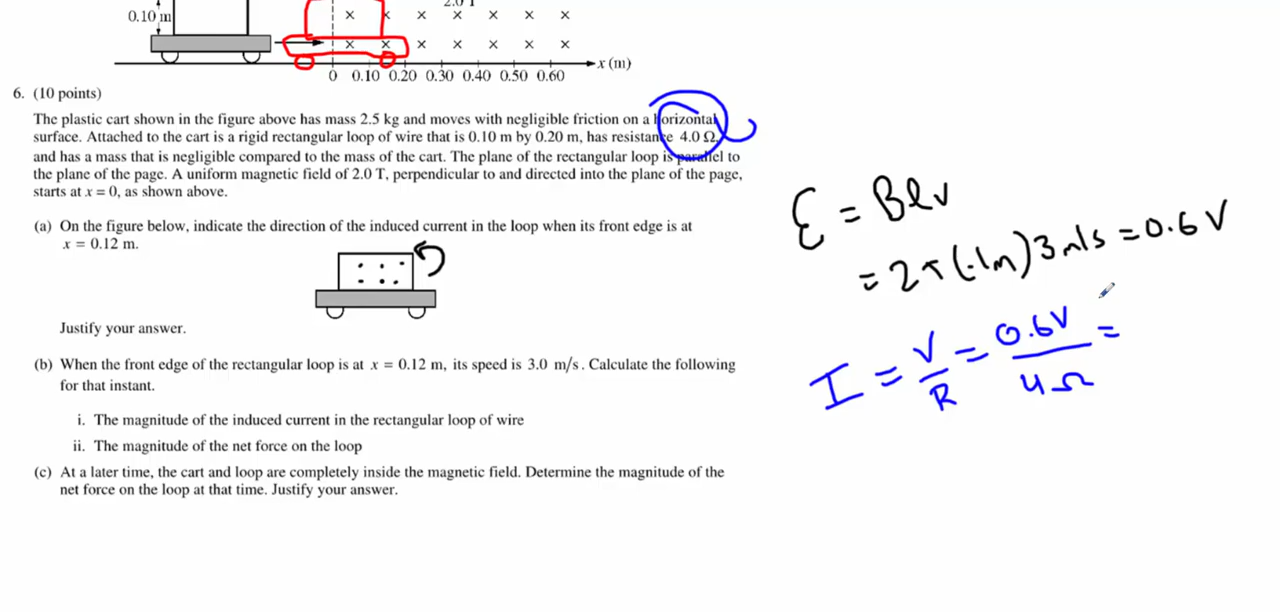 2.0 T
0.10 m
x x x x x x x
x x x x x x x
x (m)
0 0.10 0.20 0.30 0.40 0.50 0.60
6. (10 points)
The plastic cart shown in the figure above has mass 2.5 kg and moves with negligible friction on a horizontal
surface. Attached to the cart is a rigid rectangular loop of wire that is 0.10 m by 0.20 m, has resistance 4.0 Ω,
and has a mass that is negligible compared to the mass of the cart. The plane of the rectangular loop is parallel to
the plane of the page. A uniform magnetic field of 2.0 T, perpendicular to and directed into the plane of the page,
starts at x = 0, as shown above.
(a) On the figure below, indicate the direction of the induced current in the loop when its front edge is at
x = 0.12 m.
Justify your answer.
(b) When the front edge of the rectangular loop is at x = 0.12 m, its speed is 3.0 m/s. Calculate the following
for that instant.
i. The magnitude of the induced current in the rectangular loop of wire
ii. The magnitude of the net force on the loop
(c) At a later time, the cart and loop are completely inside the magnetic field. Determine the magnitude of the
net force on the loop at that time. Justify your answer.
ℰ = Blv
= 2T (.1m) 3 m/s = 0.6 V
I = V/R = 0.6V/4Ω =